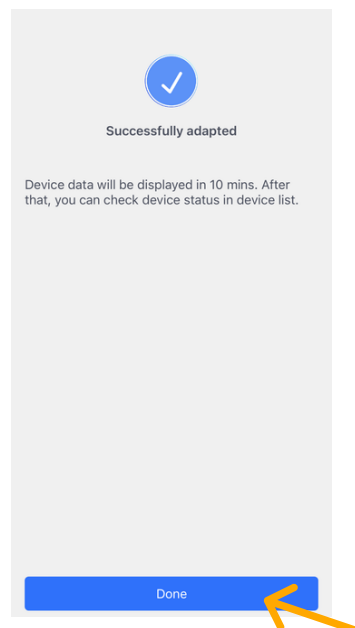 Successfully adapted
Device data will be displayed in 10 mins. After
that, you can check device status in device list.
Done